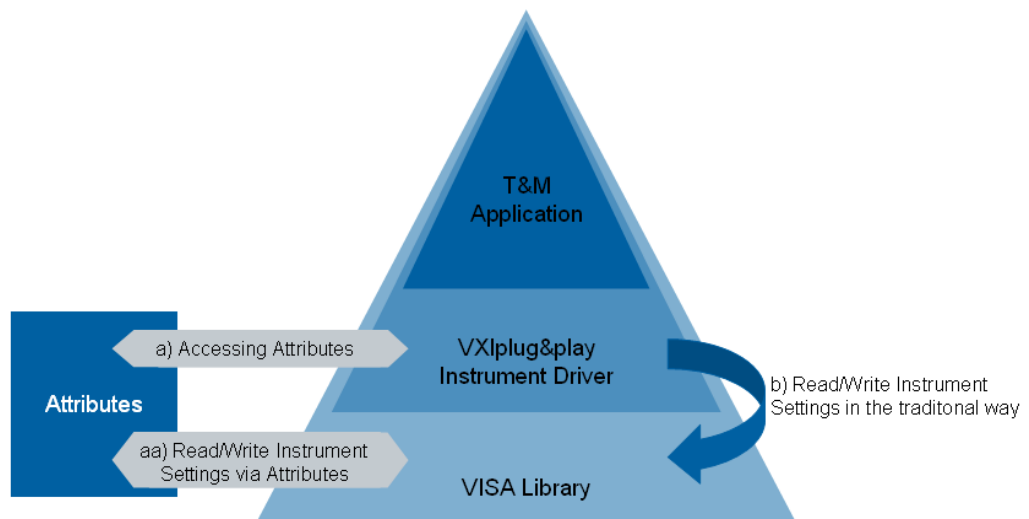 T&M
Application
a) Accessing Attributes
VXIplug&play
Instrument Driver
Attributes
b) Read/Write Instrument
Settings in the traditonal way
aa) Read/Write Instrument
Settings via Attributes
VISA Library